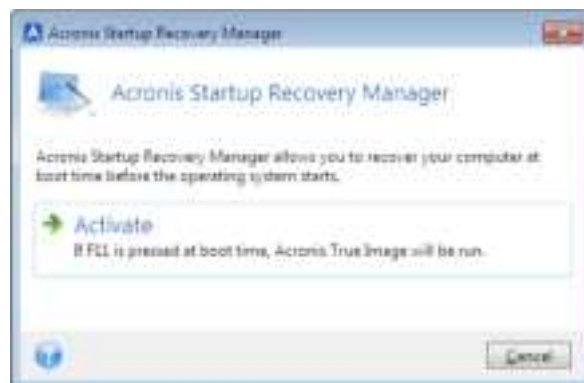 Acronis Startup Recovery Manager
Acronis Startup Recovery Manager
Acronis Startup Recovery Manager allows you to recover your computer at
boot time before the operating system starts.
Activate
If F11 is pressed at boot time, Acronis True Image will be run.
Cancel